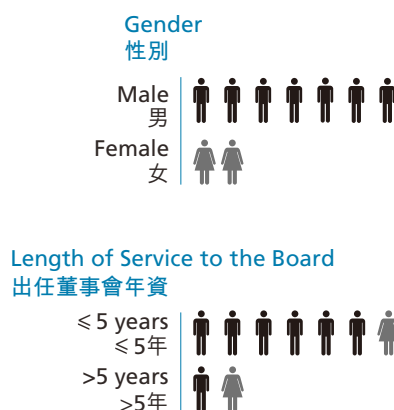 Gender
性別
Male
男
Female
女
Length of Service to the Board
出任董事會年資
≤5 years
≤5年
>5 years
>5年